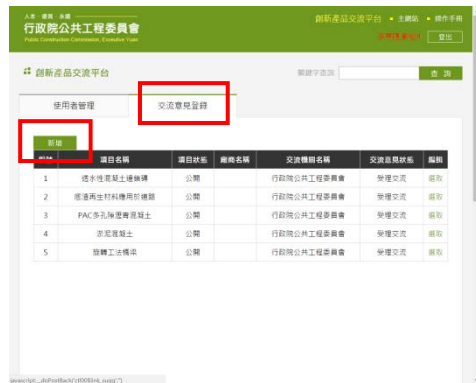 人本 · 優質 · 永續
行政院公共工程委員會
Public Construction Commission, Executive Yuan
創新產品交流平台 主網站 操作手冊
登出
創新產品交流平台 關鍵字查詢 查詢
使用者管理 交流意見登錄
新增
項目名稱 項目狀態 廠商名稱 交流機關名稱 交流意見狀態 編輯
1 透水性混凝土連鎖磚 公開 行政院公共工程委員會 受理交流 選取
2 底渣再生材料應用於道路 公開 行政院公共工程委員會 受理交流 選取
3 PAC多孔隙瀝青混凝土 公開 行政院公共工程委員會 受理交流 選取
4 淤泥混凝土 公開 行政院公共工程委員會 受理交流 選取
5 旋轉工法橋梁 公開 行政院公共工程委員會 受理交流 選取